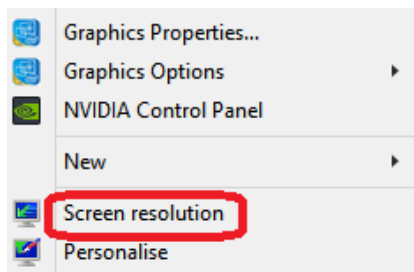 Graphics Properties...
Graphics Options
NVIDIA Control Panel
New
Screen resolution
Personalise